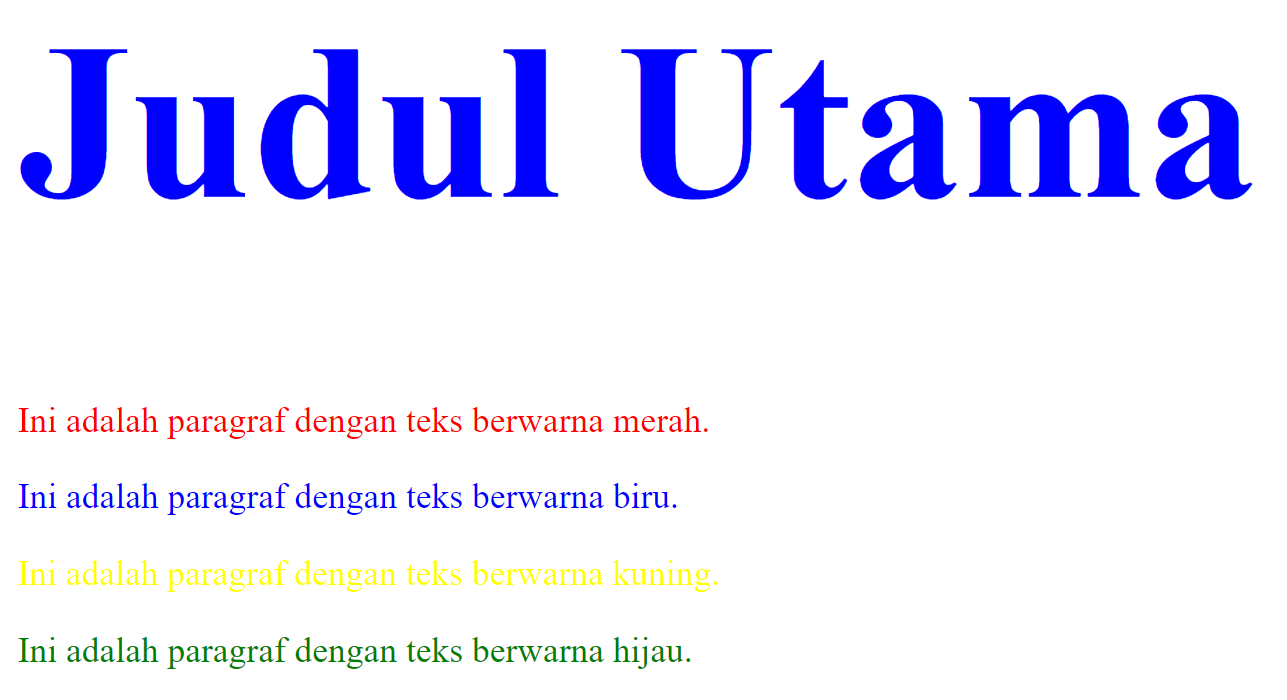 Judul Utama
Ini adalah paragraf dengan teks berwarna merah.
Ini adalah paragraf dengan teks berwarna biru.
Ini adalah paragraf dengan teks berwarna kuning.
Ini adalah paragraf dengan teks berwarna hijau.